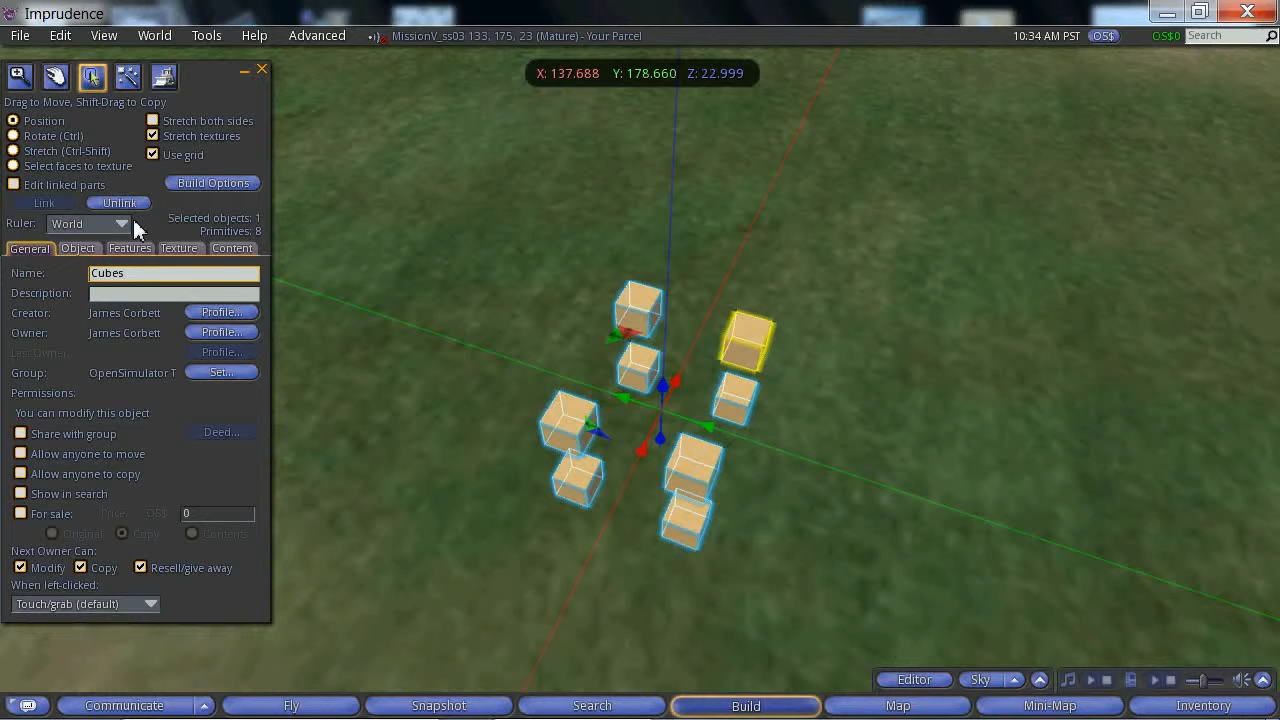 Imprudence
File Edit View World Tools Help Advanced MissionV_ss03 133, 175, 23 (Mature) - Your Parcel 10:34 AM PST OS$ OS$0 Search
X: 137.688 Y: 178.660 Z: 22.999
Drag to Move, Shift-Drag to Copy
Position Stretch both sides
Rotate (Ctrl) Stretch textures
Stretch (Ctrl-Shift) Use grid
Select faces to texture
Edit linked parts Build Options
Link Unlink
Ruler: World Selected objects: 1
Primitives: 8
General Object Features Texture Content
Name: Cubes
Description:
Creator: James Corbett Profile...
Owner: James Corbett Profile...
Last Owner: Profile...
Group: OpenSimulator T Set...
Permissions:
You can modify this object
Share with group Deed...
Allow anyone to move
Allow anyone to copy
Show in search
For sale: Price: OS$ 0
Original Copy Contents
Next Owner Can:
Modify Copy Resell/give away
When left-clicked:
Touch/grab (default)
Editor Sky
Communicate Fly Snapshot Search Build Map Mini-Map Inventory